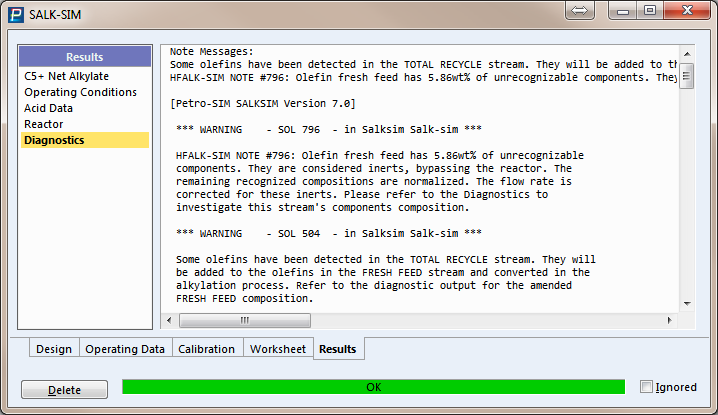 SALK-SIM
Results
C5+ Net Alkylate
Operating Conditions
Acid Data
Reactor
Diagnostics
Note Messages:
Some olefins have been detected in the TOTAL RECYCLE stream. They will be added to th
HFALK-SIM NOTE #796: Olefin fresh feed has 5.86wt% of unrecognizable components. They
[Petro-SIM SALKSIM Version 7.0]
*** WARNING    - SOL 796  - in Salksim Salk-sim ***
HFALK-SIM NOTE #796: Olefin fresh feed has 5.86wt% of unrecognizable
components. They are considered inerts, bypassing the reactor. The
remaining recognized compositions are normalized. The flow rate is
corrected for these inerts. Please refer to the Diagnostics to
investigate this stream's components composition.
*** WARNING    - SOL 504  - in Salksim Salk-sim ***
Some olefins have been detected in the TOTAL RECYCLE stream. They will
be added to the olefins in the FRESH FEED stream and converted in the
alkylation process. Refer to the diagnostic output for the amended
FRESH FEED composition.
Design
Operating Data
Calibration
Worksheet
Results
Delete
OK
Ignored